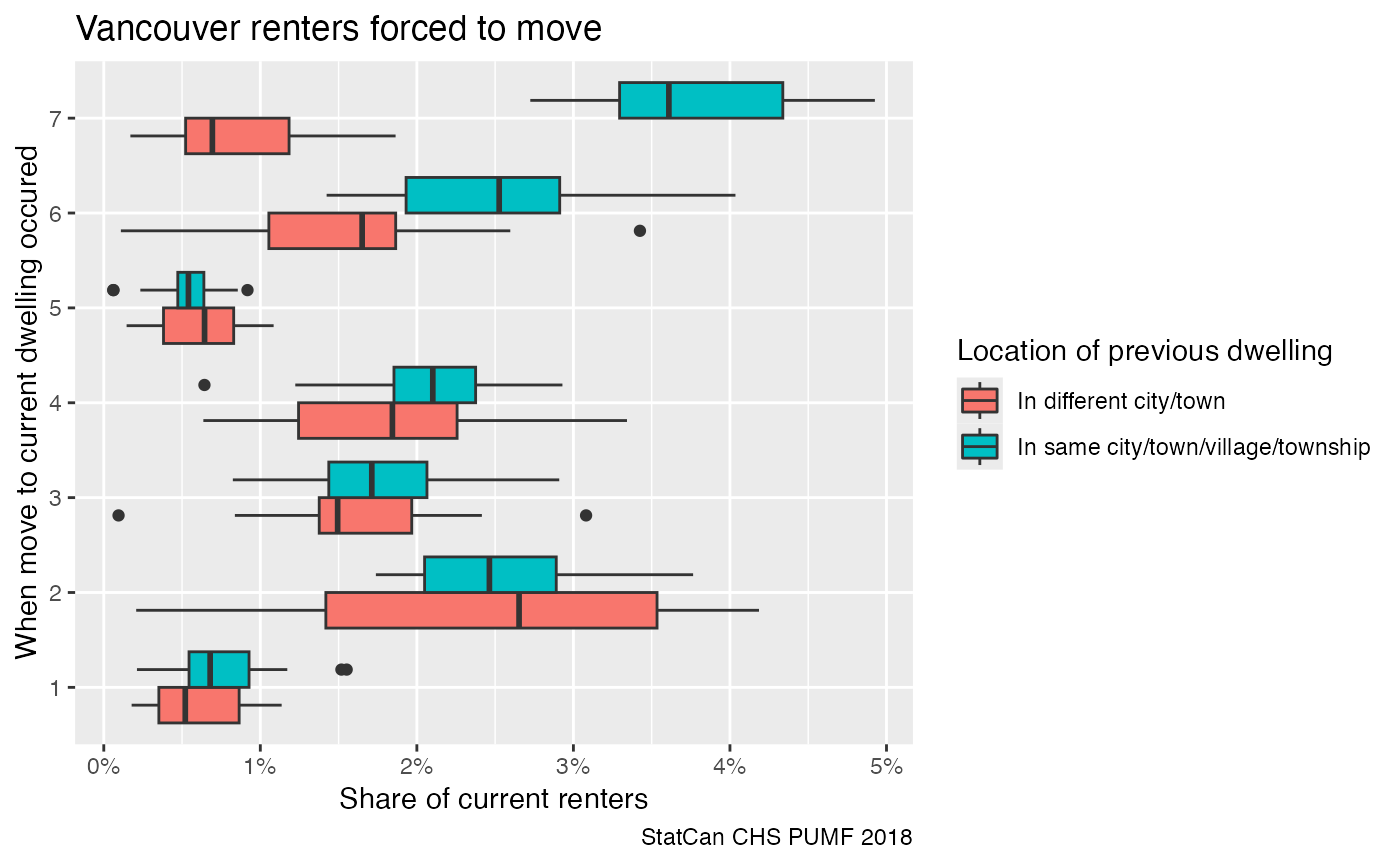 Vancouver renters forced to move
When move to current dwelling occured
7
6
5
4
3
2
1
0%
1%
2%
3%
4%
5%
Share of current renters
StatCan CHS PUMF 2018
Location of previous dwelling
In different city/town
In same city/town/village/township